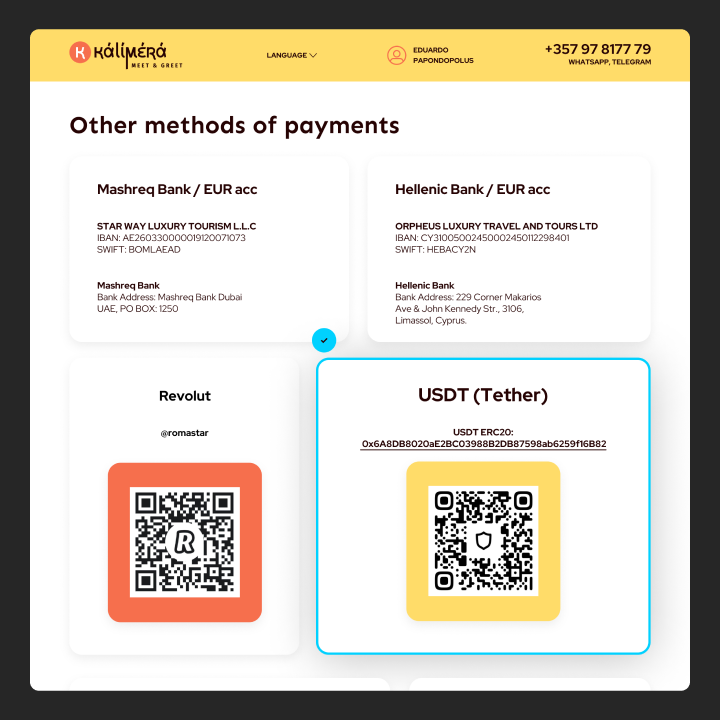 KÁLÍMÉRÁ
MEET & GREET
LANGUAGE
EDUARDO
PAPONDOPOLUS
+357 97 8177 79
WHATSAPP, TELEGRAM
Other methods of payments
Mashreq Bank / EUR acc
STAR WAY LUXURY TOURISM L.L.C
IBAN: AE260330000019120071073
SWIFT: BOMLAEAD
Mashreq Bank
Bank Address: Mashreq Bank Dubai
UAE, PO BOX: 1250
Hellenic Bank / EUR acc
ORPHEUS LUXURY TRAVEL AND TOURS LTD
IBAN: CY31005002450002450112298401
SWIFT: HEBACY2N
Hellenic Bank
Bank Address: 229 Corner Makarios
Ave & John Kennedy Str., 3106,
Limassol, Cyprus.
Revolut
@romastar
R
USDT (Tether)
USDT ERC20:
0x6A8DB8020aE2BC03988B2DB87598ab6259f16B82